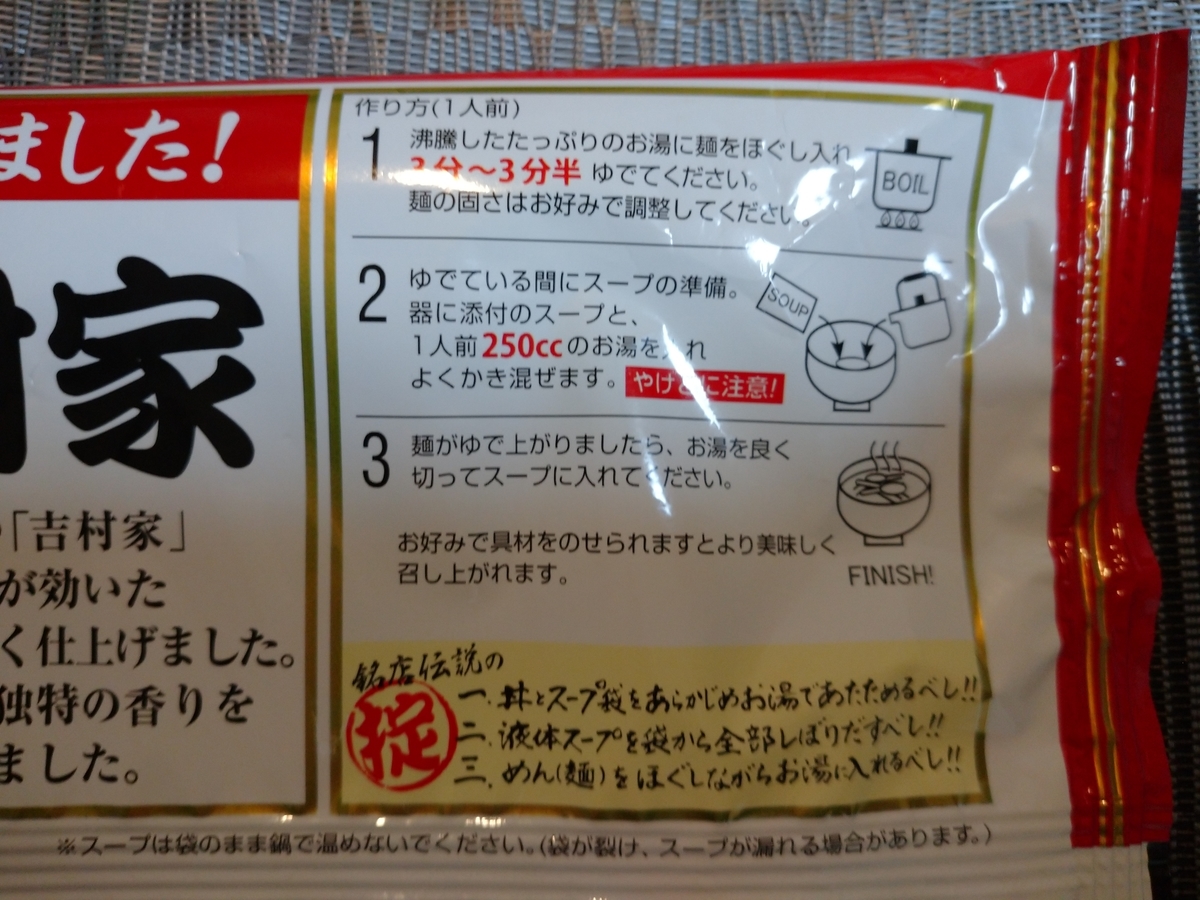 ました!
家
「吉村家」
が効いた
く仕上げました。
独特の香りを
ました。
作り方(1人前)
1
沸騰したたっぷりのお湯に麺をほぐし入れ
3分〜3分半 ゆでてください。
麺の固さはお好みで調整してください。
BOIL
2
ゆでている間にスープの準備。
器に添付のスープと、
1人前250ccのお湯を入れ
よくかき混ぜます。 やけどに注意!
SOUP
3
麺がゆで上がりましたら、お湯を良く
切ってスープに入れてください。
お好みで具材をのせられますとより美味しく
召し上がれます。
FINISH!
銘店伝説の
掟
一. 丼とスープ袋をあらかじめお湯であたためるべし!!
二. 液体スープを袋から全部しぼりだすべし!!
三. めん(麺)をほぐしながらお湯に入れるべし!!
※スープは袋のまま鍋で温めないでください。(袋が裂け、スープが漏れる場合があります。)